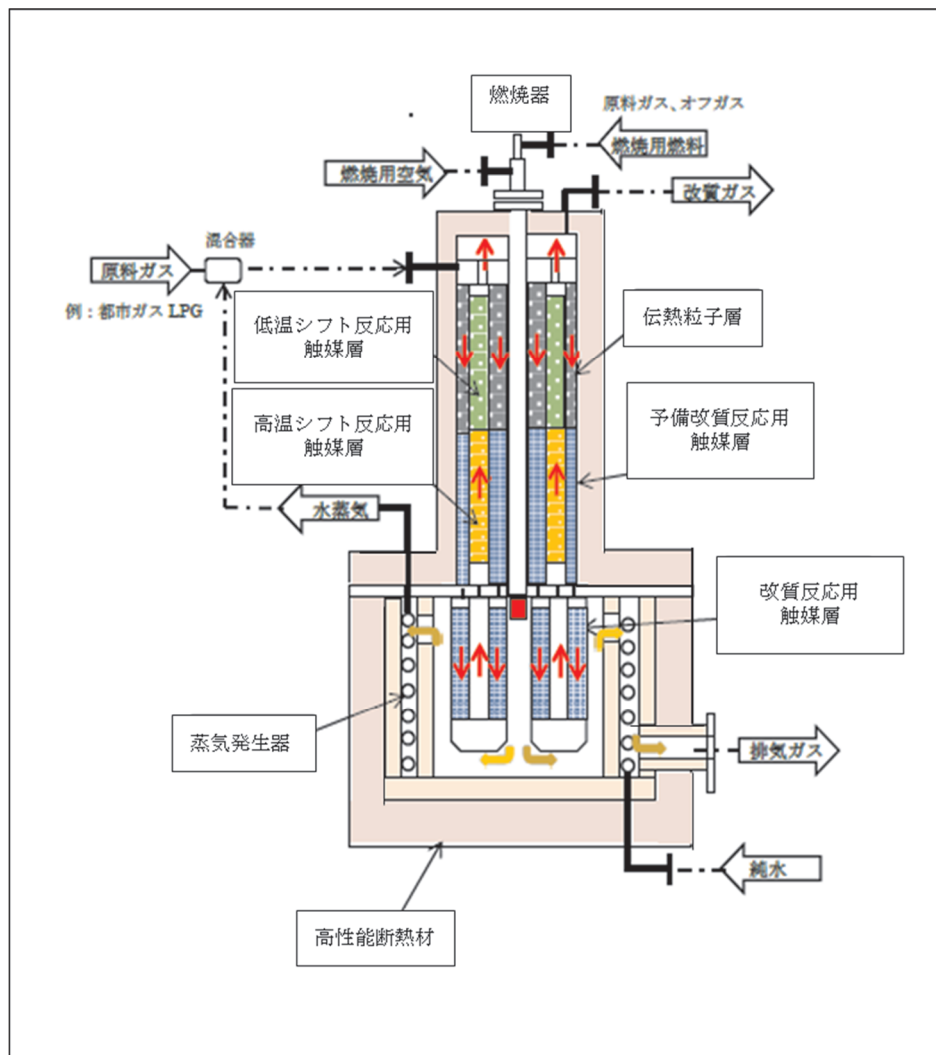 燃焼器
原料ガス、オフガス
燃焼用燃料
燃焼用空気
改質ガス
混合器
原料ガス
例：都市ガス LPG
低温シフト反応用
触媒層
伝熱粒子層
高温シフト反応用
触媒層
予備改質反応用
触媒層
水蒸気
改質反応用
触媒層
蒸気発生器
排気ガス
純水
高性能断熱材